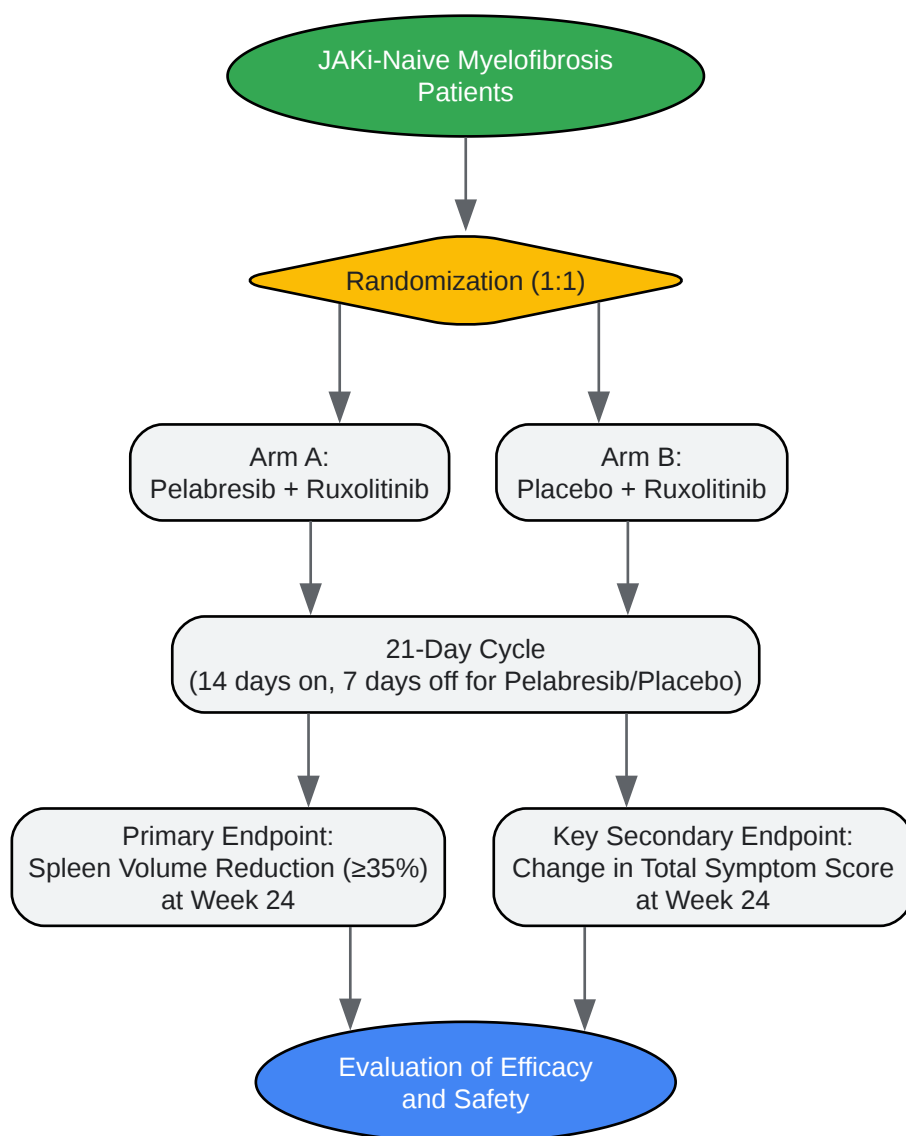 JAKi-Naive Myelofibrosis
Patients
Randomization (1:1)
Arm A:
Pelabresib + Ruxolitinib
Arm B:
Placebo + Ruxolitinib
21-Day Cycle
(14 days on, 7 days off for Pelabresib/Placebo)
Primary Endpoint:
Spleen Volume Reduction (≥35%)
at Week 24
Key Secondary Endpoint:
Change in Total Symptom Score
at Week 24
Evaluation of Efficacy
and Safety